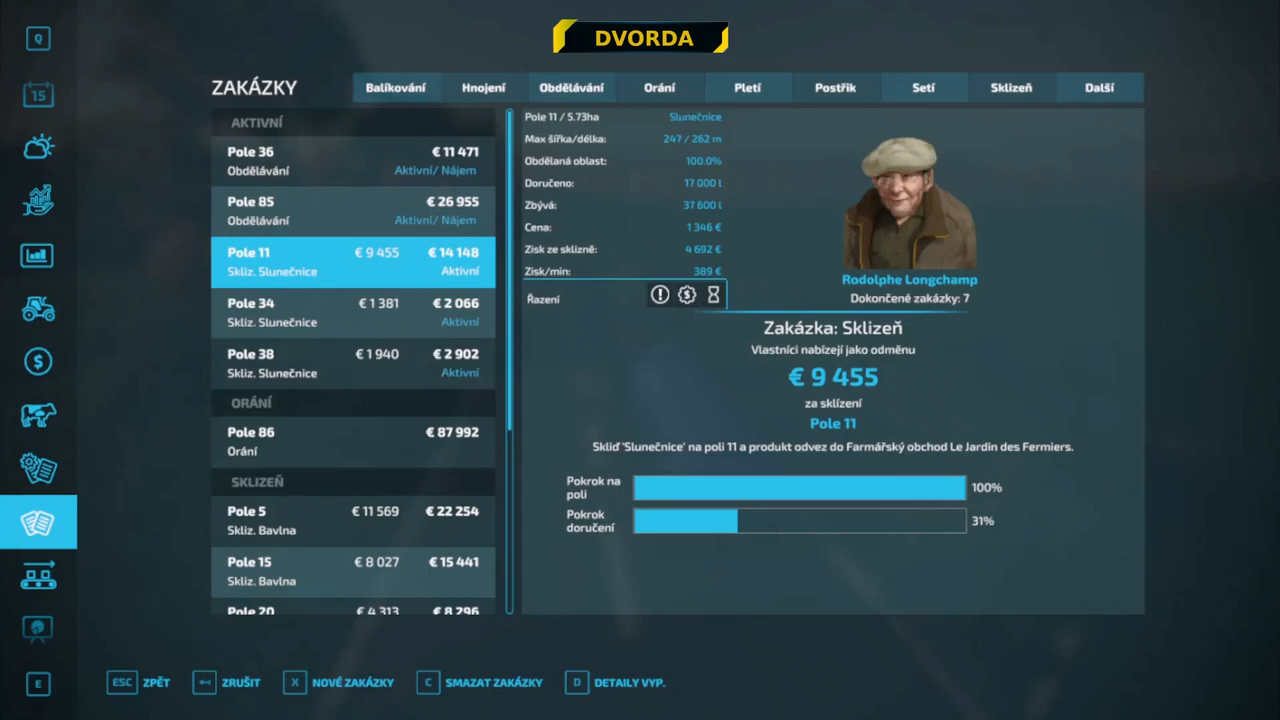 DVORDA
Q
15
E
ZAKÁZKY
Balíkování
Hnojení
Obdělávání
Orání
Pletí
Postřik
Setí
Sklizeň
Další
AKTIVNÍ
Pole 36 € 11 471
Obdělávání Aktivní/ Nájem
Pole 85 € 26 955
Obdělávání Aktivní/ Nájem
Pole 11 € 9 455 € 14 148
Skliz. Slunečnice Aktivní
Pole 34 € 1 381 € 2 066
Skliz. Slunečnice Aktivní
Pole 38 € 1 940 € 2 902
Skliz. Slunečnice Aktivní
ORÁNÍ
Pole 86 € 87 992
Orání
SKLIZEŇ
Pole 5 € 11 569 € 22 254
Skliz. Bavlna
Pole 15 € 8 027 € 15 441
Skliz. Bavlna
Pole 20 € 4 313 € 8 296
Pole 11 / 5.73ha Slunečnice
Max šířka/délka: 247 / 262 m
Obdělaná oblast: 100.0%
Doručeno: 17 000 l
Zbývá: 37 600 l
Cena: 1 346 €
Zisk ze sklizně: 4 692 €
Zisk/min: 389 €
Řazení
Rodolphe Longchamp
Dokončené zakázky: 7
Zakázka: Sklizeň
Vlastníci nabízejí jako odměnu
€ 9 455
za sklízení
Pole 11
Skliď 'Slunečnice' na poli 11 a produkt odvez do Farmářský obchod Le Jardin des Fermiers.
Pokrok na
poli
100%
Pokrok
doručení
31%
ESC ZPĚT
ZRUŠIT
X NOVÉ ZAKÁZKY
C SMAZAT ZAKÁZKY
D DETAILY VYP.